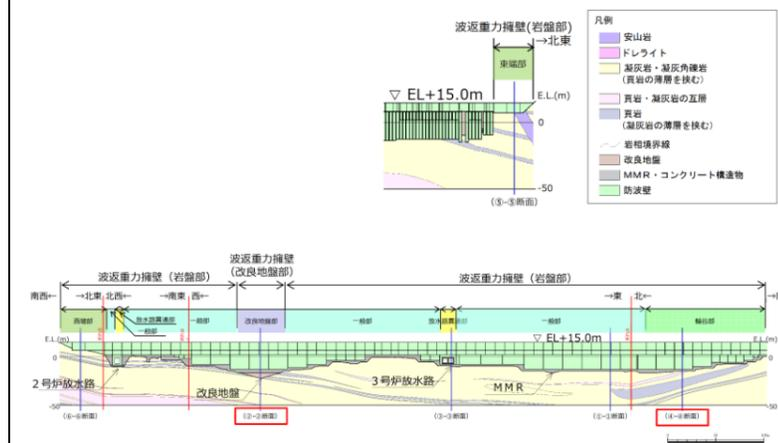 波返重力擁壁(岩盤部)
→北東
東端部
▽ EL+15.0m
E.L.(m)
0
-50
(⑤-⑤断面)
凡例
安山岩
ドレライト
凝灰岩・凝灰角礫岩
(頁岩の薄層を挟む)
頁岩・凝灰岩の互層
頁岩
(凝灰岩の薄層を挟む)
岩相境界線
改良地盤
MMR・コンクリート構造物
防波壁
波返重力擁壁
(改良地盤部)
波返重力擁壁 (岩盤部)
波返重力擁壁 (岩盤部)
南西←
→北東
北西←
→南東
西←
→東
北←
西端部
放水路貫通部
一般部
一般部
改良地盤部
一般部
放水路貫通部
一般部
輪谷部
▽ EL+15.0m
E.L.(m)
E.L.(m)
0
0
2号炉放水路
改良地盤
3号炉放水路
MMR
-50
-50
(⑥-⑥断面)
(②-②断面)
(③-③断面)
(①-①断面)
(④-④断面)